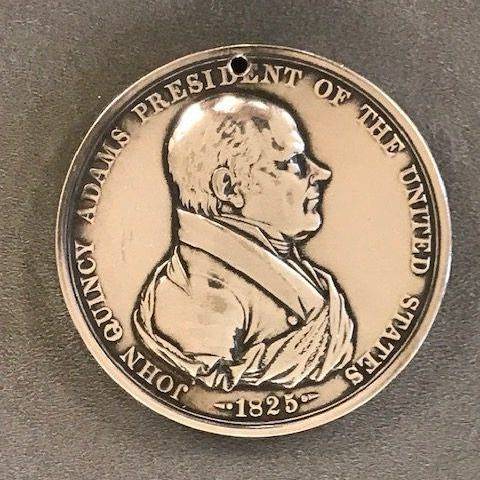 JOHN QUINCY ADAMS PRESIDENT OF THE UNITED STATES
1825